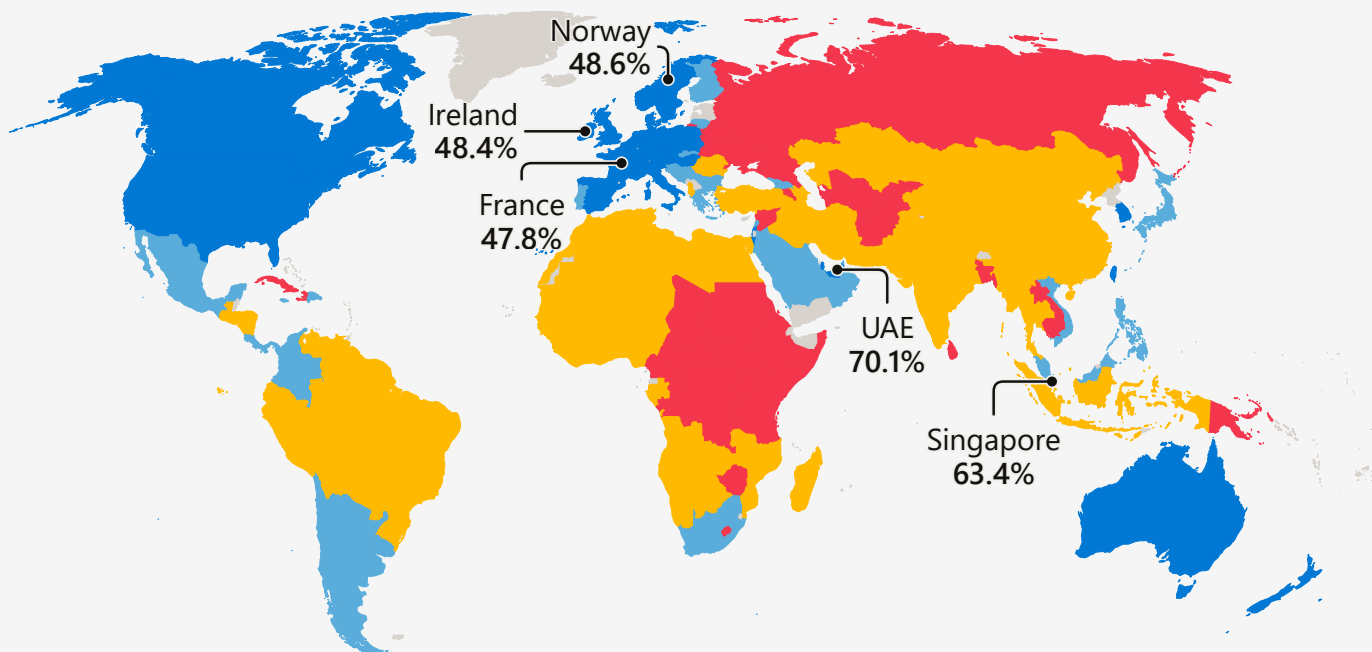 Norway
48.6%
Ireland
48.4%
France
47.8%
UAE
70.1%
Singapore
63.4%